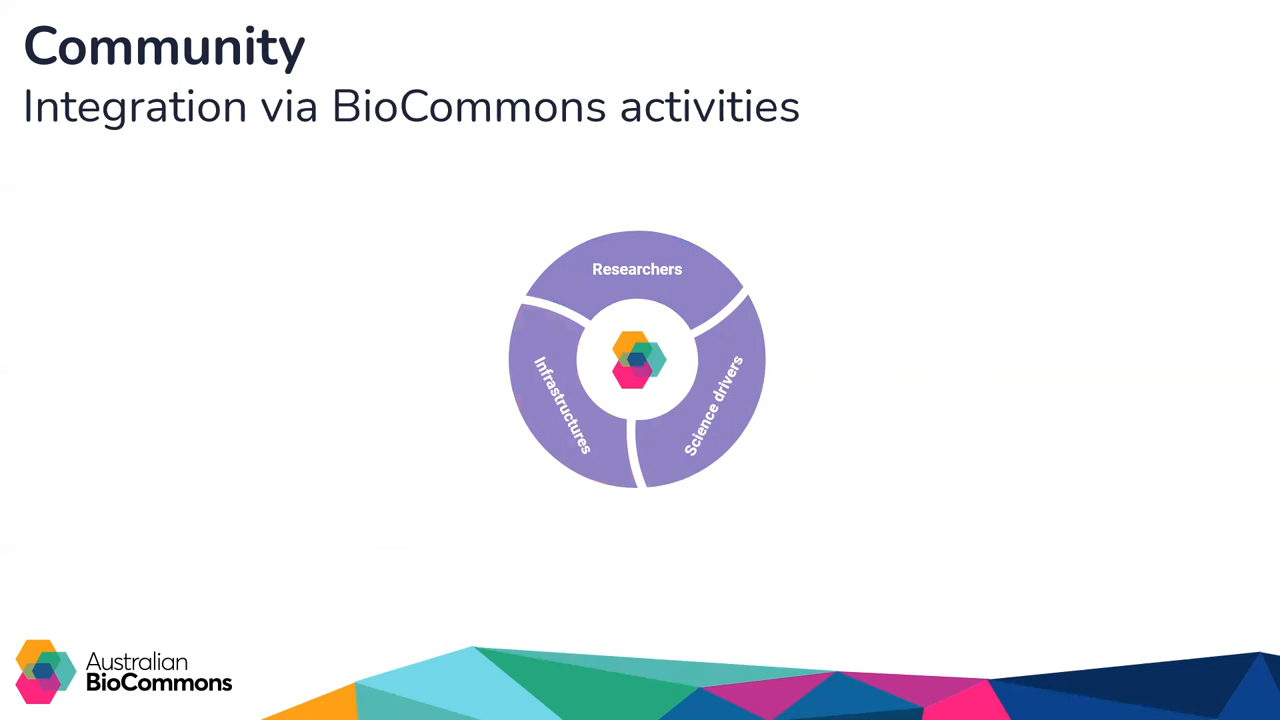 Community
Integration via BioCommons activities
Researchers
Infrastructures
Science drivers
Australian
BioCommons